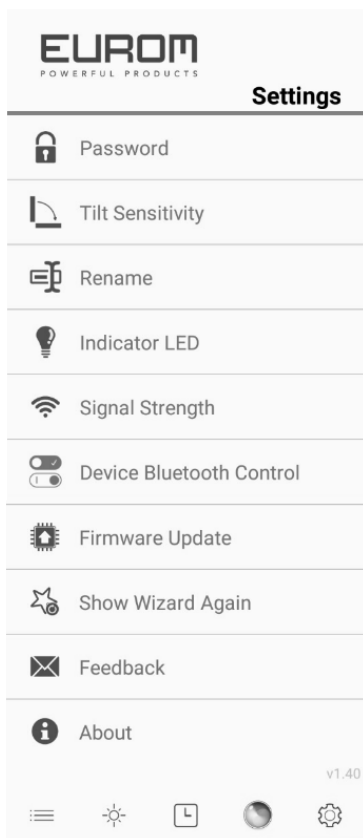 EUROM
POWERFUL PRODUCTS
Settings
Password
Tilt Sensitivity
Rename
Indicator LED
Signal Strength
Device Bluetooth Control
Firmware Update
Show Wizard Again
Feedback
About
v1.40